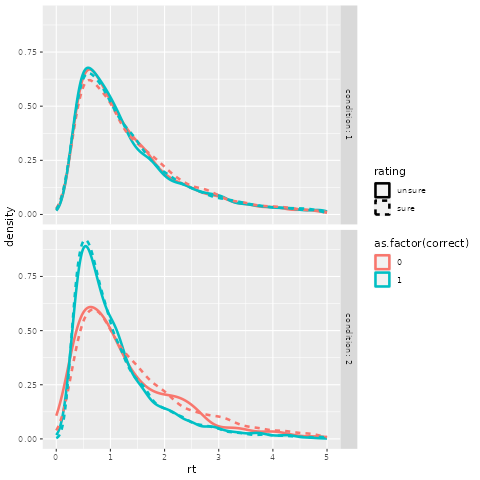 0.75
0.50
0.25
0.00
condition: 1
0.75
0.50
0.25
0.00
condition: 2
density
0 1 2 3 4 5
rt
rating
unsure
sure
as.factor(correct)
0
1